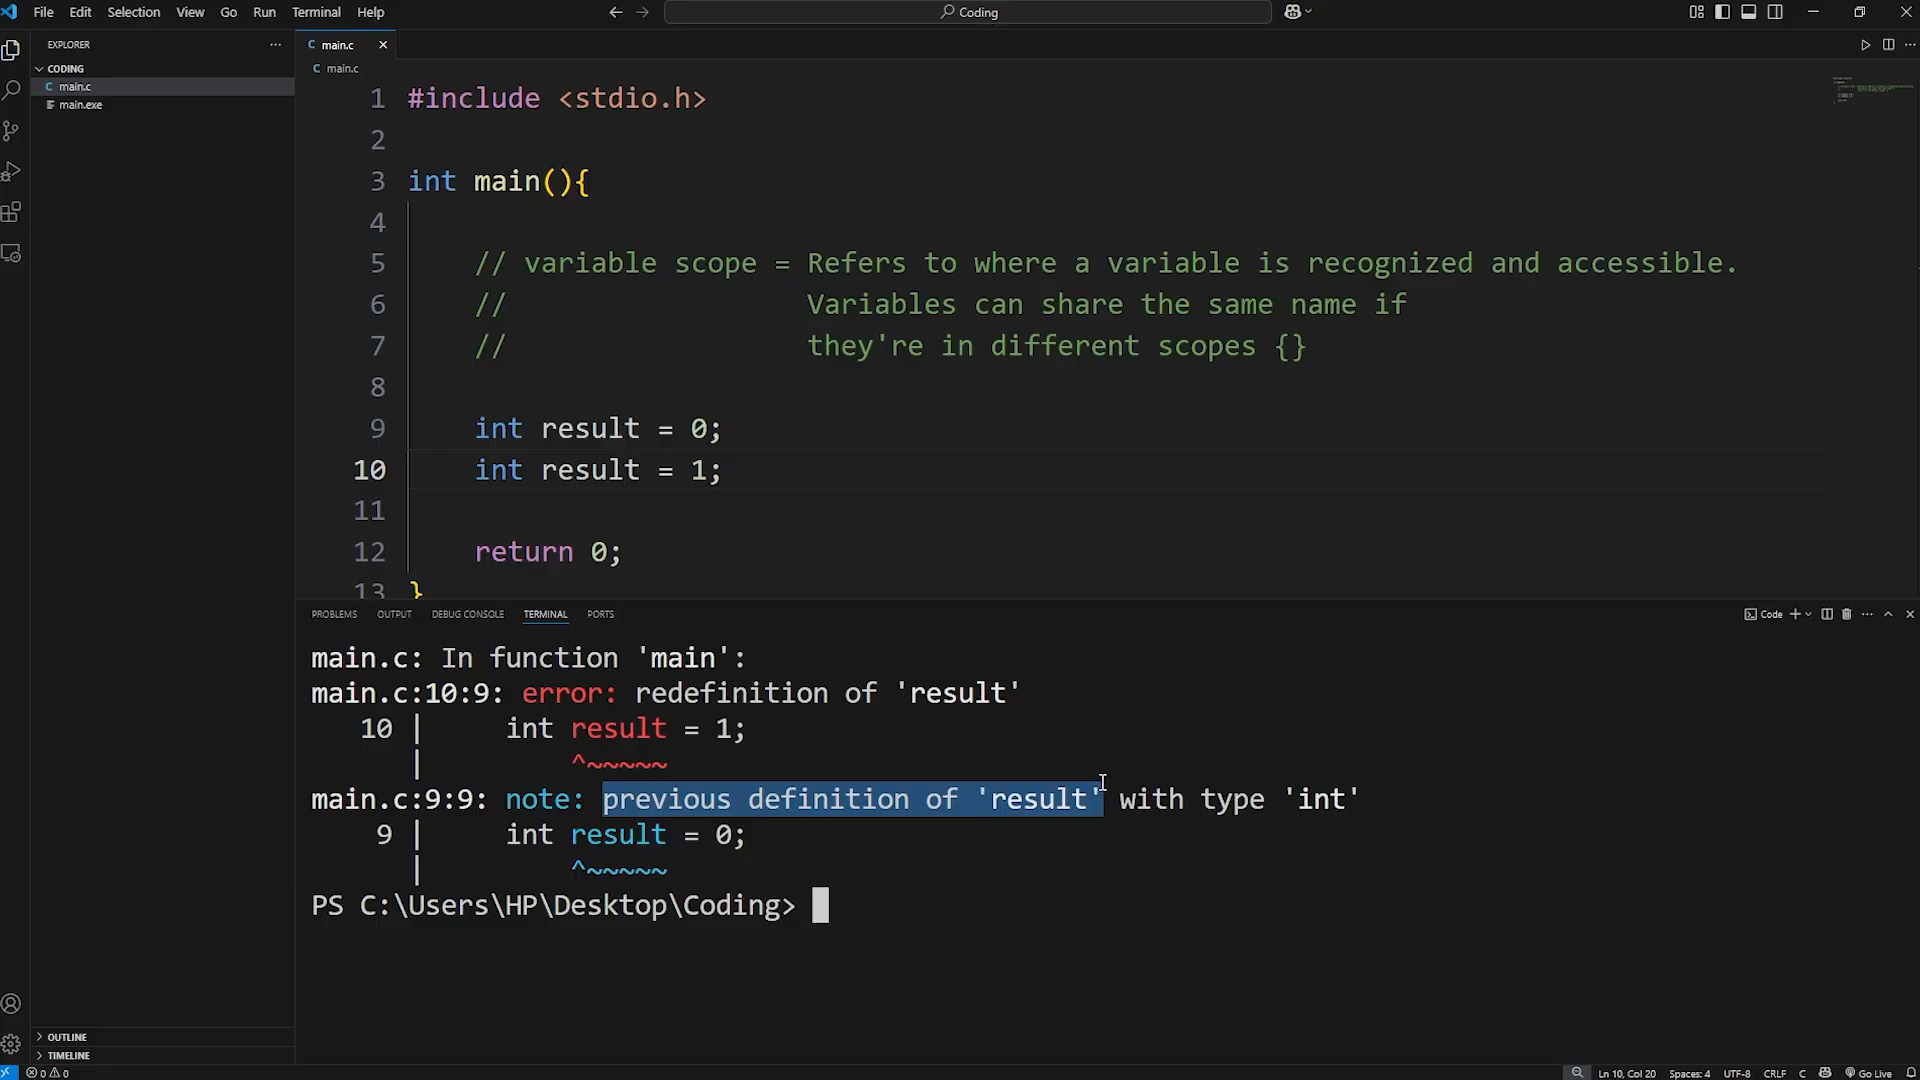 File Edit Selection View Go Run Terminal Help
Coding
EXPLORER
CODING
C main.c
main.exe
OUTLINE
TIMELINE
C main.c
C main.c
1 #include <stdio.h>
2
3 int main(){
4
5     // variable scope = Refers to where a variable is recognized and accessible.
6     //                  Variables can share the same name if
7     //                  they're in different scopes {}
8
9     int result = 0;
10     int result = 1;
11
12     return 0;
13 }
PROBLEMS OUTPUT DEBUG CONSOLE TERMINAL PORTS
Code
main.c: In function 'main':
main.c:10:9: error: redefinition of 'result'
   10 |     int result = 1;
      |         ^~~~~~
main.c:9:9: note: previous definition of 'result' with type 'int'
    9 |     int result = 0;
      |         ^~~~~~
PS C:\Users\HP\Desktop\Coding>
0 0
Ln 10, Col 20 Spaces: 4 UTF-8 CRLF C Go Live